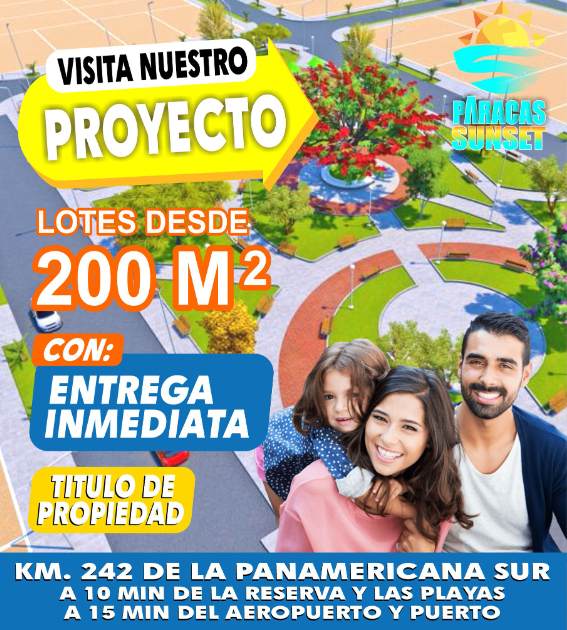 VISITA NUESTRO
PROYECTO
PARACAS
SUNSET
LOTES DESDE
200 M²
CON:
ENTREGA
INMEDIATA
TITULO DE
PROPIEDAD
KM. 242 DE LA PANAMERICANA SUR
A 10 MIN DE LA RESERVA Y LAS PLAYAS
A 15 MIN DEL AEROPUERTO Y PUERTO